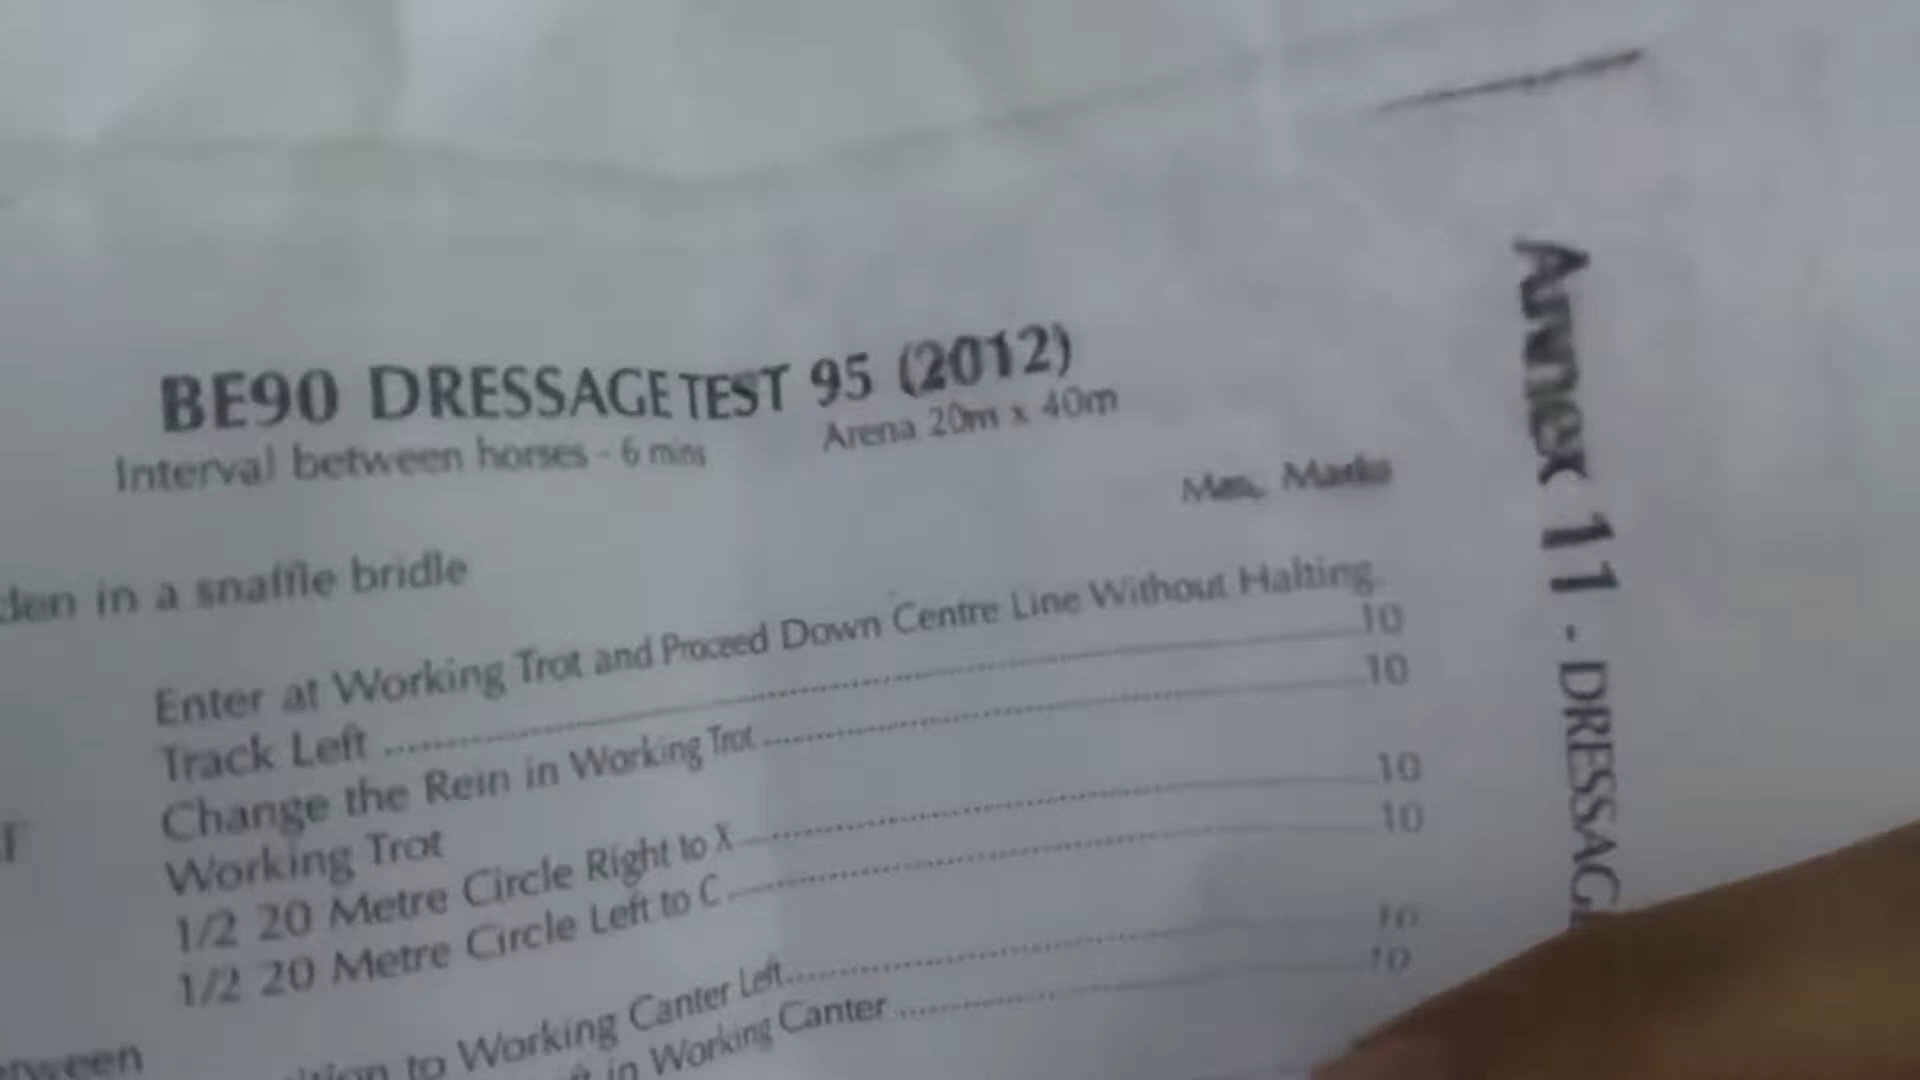 BE90 DRESSAGE TEST 95 (2012)
Interval between horses - 6 mins Arena 20m x 40m
Max. Marks
in a snaffle bridle
Enter at Working Trot and Proceed Down Centre Line Without Halting.
Track Left 10
Change the Rein in Working Trot 10
Working Trot
1/2 20 Metre Circle Right to X 10
1/2 20 Metre Circle Left to C 10
to Working Canter Left 10
in Working Canter 10
Annex 11 - DRESSAGE